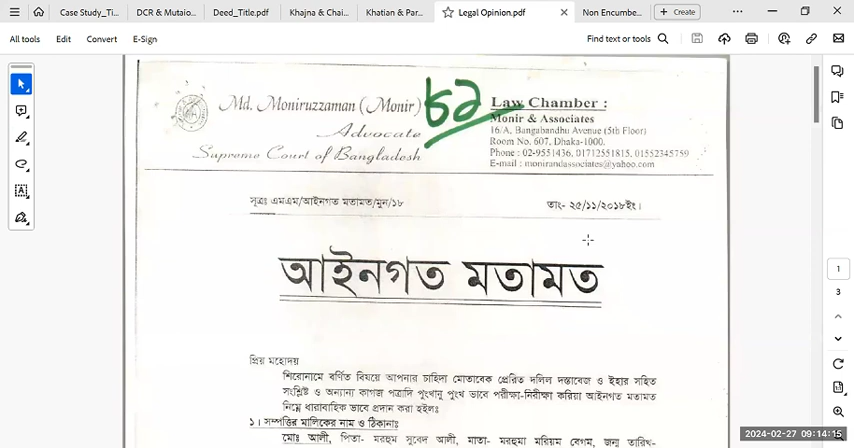 Case_Study_Ti...
DCR & Mutaio...
Deed_Title.pdf
Khajna & Chai...
Khatian & Par...
Legal Opinion.pdf
Non Encumbe...
Create
All tools
Edit
Convert
E-Sign
Find text or tools
Md. Moniruzzaman (Monir)
Advocate
Supreme Court of Bangladesh
৮৯
Law Chamber :
Monir & Associates
16/A, Bangabandhu Avenue (5th Floor)
Room No. 607, Dhaka-1000.
Phone : 02-9551436, 01712551815, 01552345759
E-mail : monirandassociates@yahoo.com
সূত্রঃ এমএম/আইনগত মতামত/মুন/১৮
তাং- ২৫/১১/২০১৮ইং।
আইনগত মতামত
প্রিয় মহোদয়
শিরোনামে বর্ণিত বিষয়ে আপনার চাহিদা মোতাবেক প্রেরিত দলিল দস্তাবেজ ও ইহার সহিত
সংশ্লিষ্ট ও অন্যান্য কাগজ পত্রাদি পুংখানু পুংখ ভাবে পরীক্ষা-নিরীক্ষা করিয়া আইনগত মতামত
নিম্নে ধারাবাহিক ভাবে প্রদান করা হইলঃ
১। সম্পত্তির মালিকের নাম ও ঠিকানাঃ
মোঃ আলী, পিতা- মরহুম সুবেদ আলী, মাতা- মরহুমা মরিয়ম বেগম, জন্ম তারিখ-
1
3
2024-02-27 09:14:15